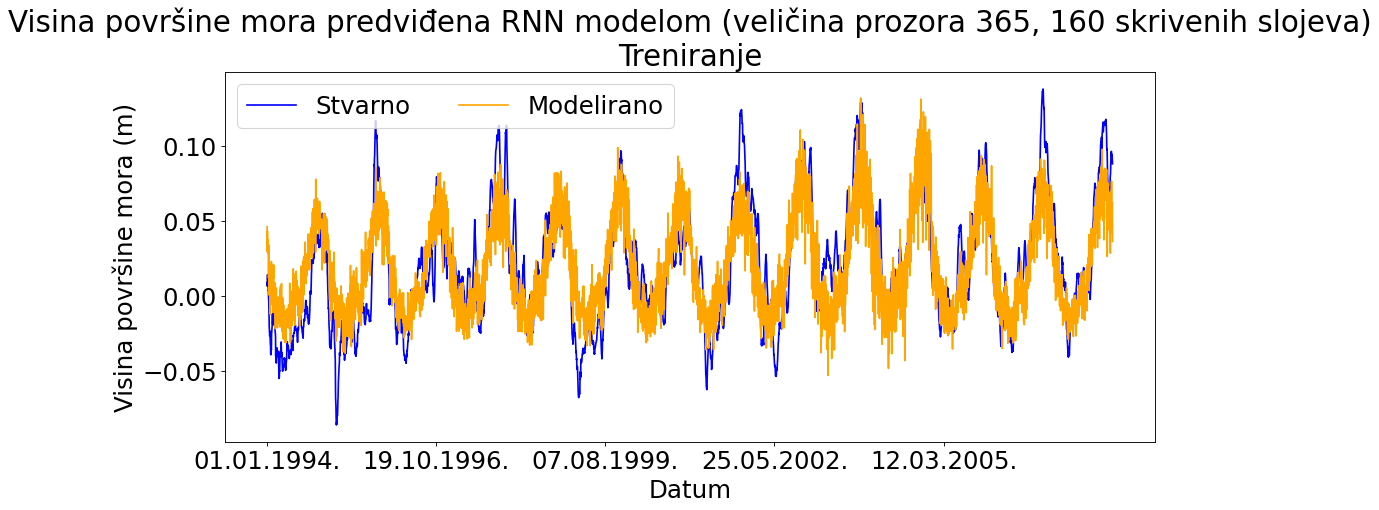 Visina površine mora predviđena RNN modelom (veličina prozora 365, 160 skrivenih slojeva)
Treniranje
Stvarno
Modelirano
Visina površine mora (m)
0.10
0.05
0.00
−0.05
01.01.1994.
19.10.1996.
07.08.1999.
25.05.2002.
12.03.2005.
Datum